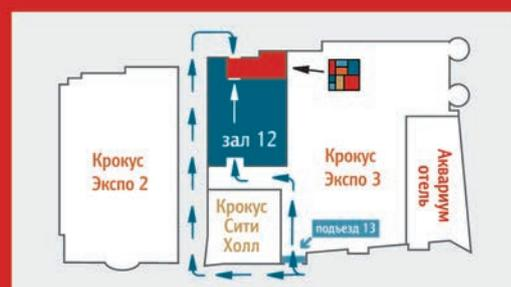 зал 12
Крокус
Экспо 2
Крокус
Экспо 3
Аквариум
отель
Крокус
Сити
Холл
подъезд 13